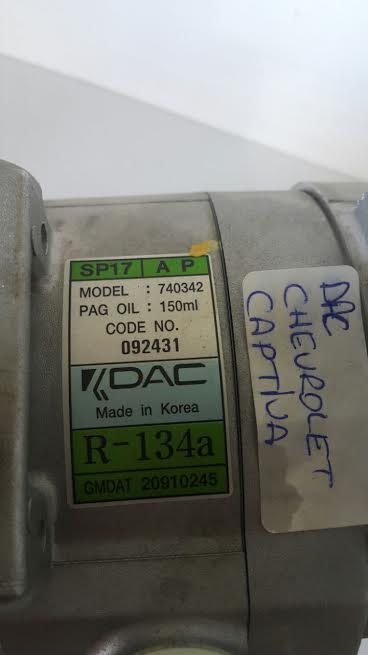 SP17 A P
MODEL : 740342
PAG OIL : 150ml
CODE NO.
092431
DAC
Made in Korea
R-134a
GMDAT 20910245
DAC
CHEVROLET
CAPTIVA